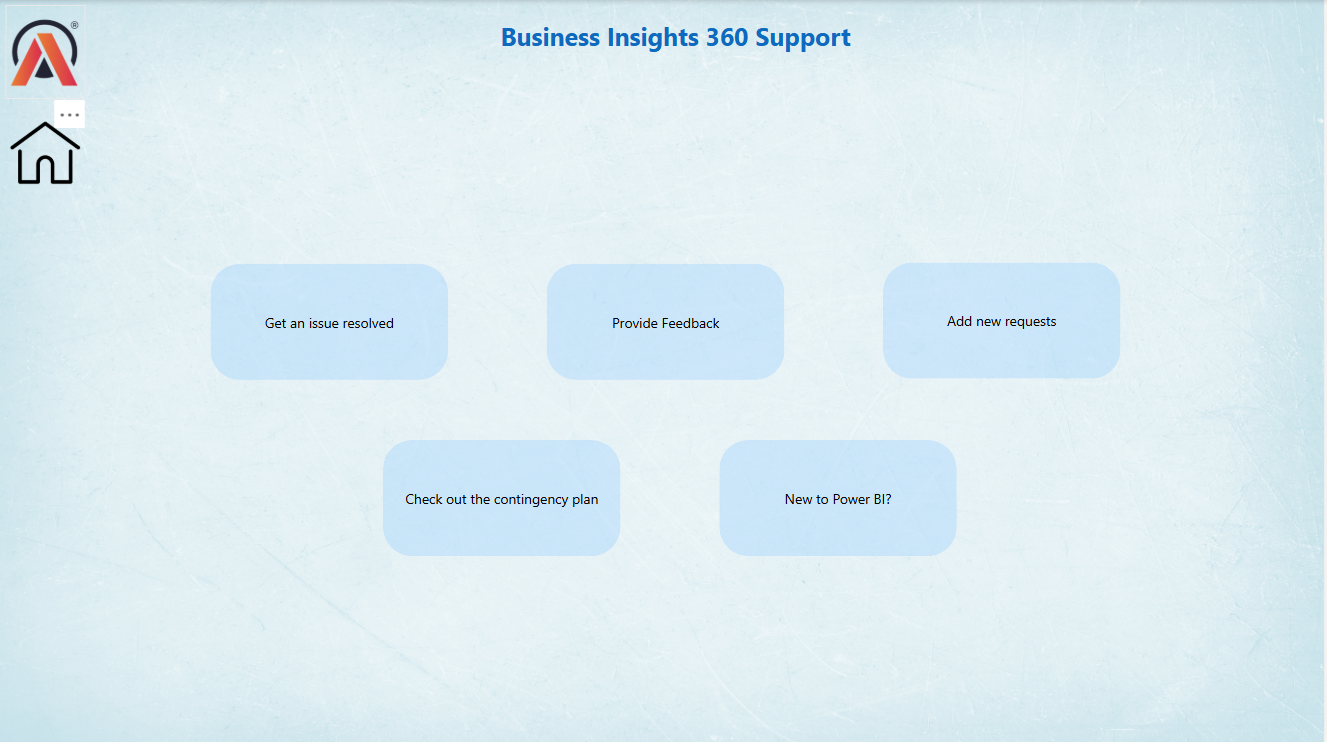 ®
Business Insights 360 Support
Get an issue resolved
Provide Feedback
Add new requests
Check out the contingency plan
New to Power BI?